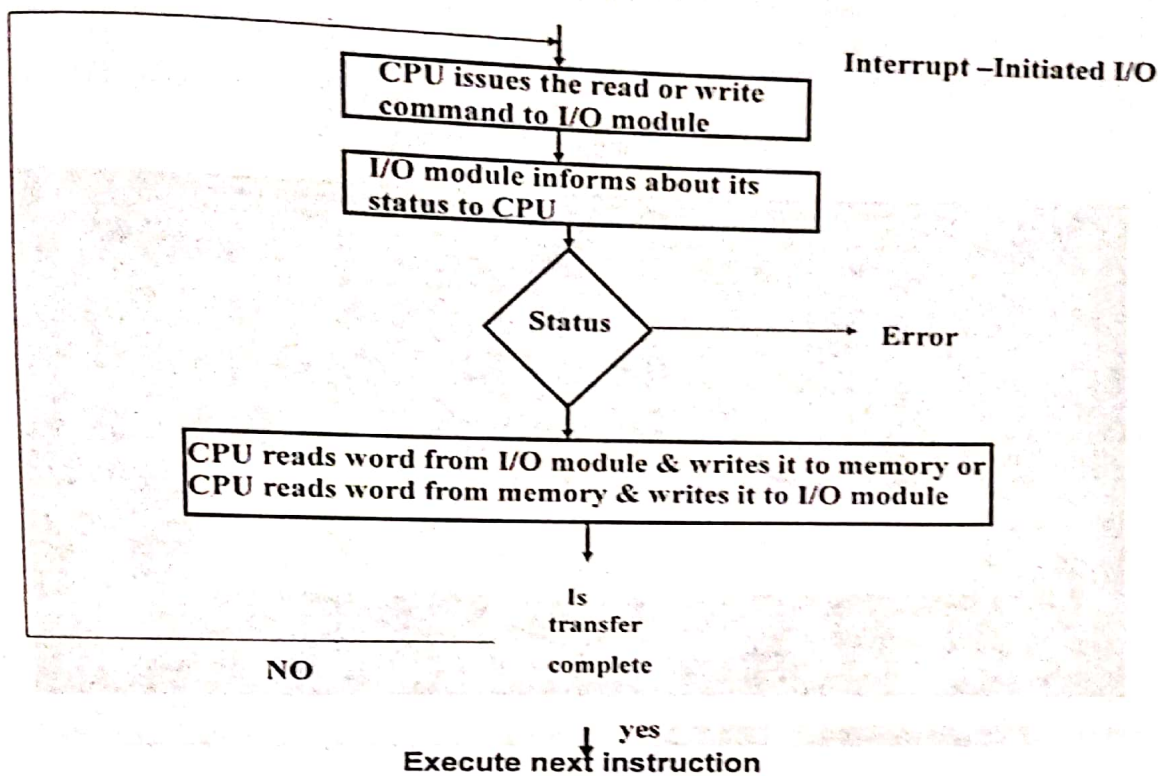 Interrupt –Initiated I/O
CPU issues the read or write
command to I/O module
I/O module informs about its
status to CPU
Status
Error
CPU reads word from I/O module & writes it to memory or
CPU reads word from memory & writes it to I/O module
Is
transfer
complete
NO
yes
Execute next instruction